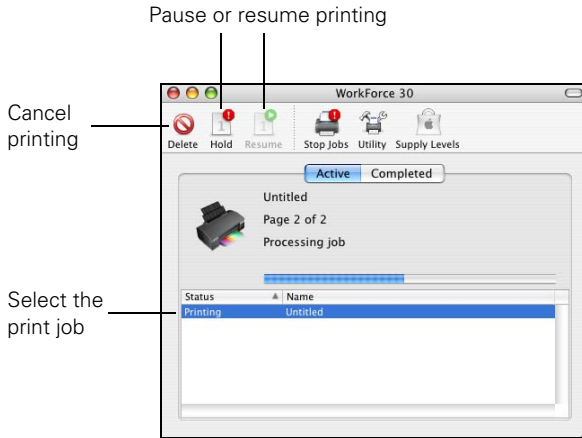 Pause or resume printing
WorkForce 30
Cancel
printing
Delete Hold Resume Stop Jobs Utility Supply Levels
Active Completed
Untitled
Page 2 of 2
Processing job
Select the
print job
Status Name
Printing Untitled